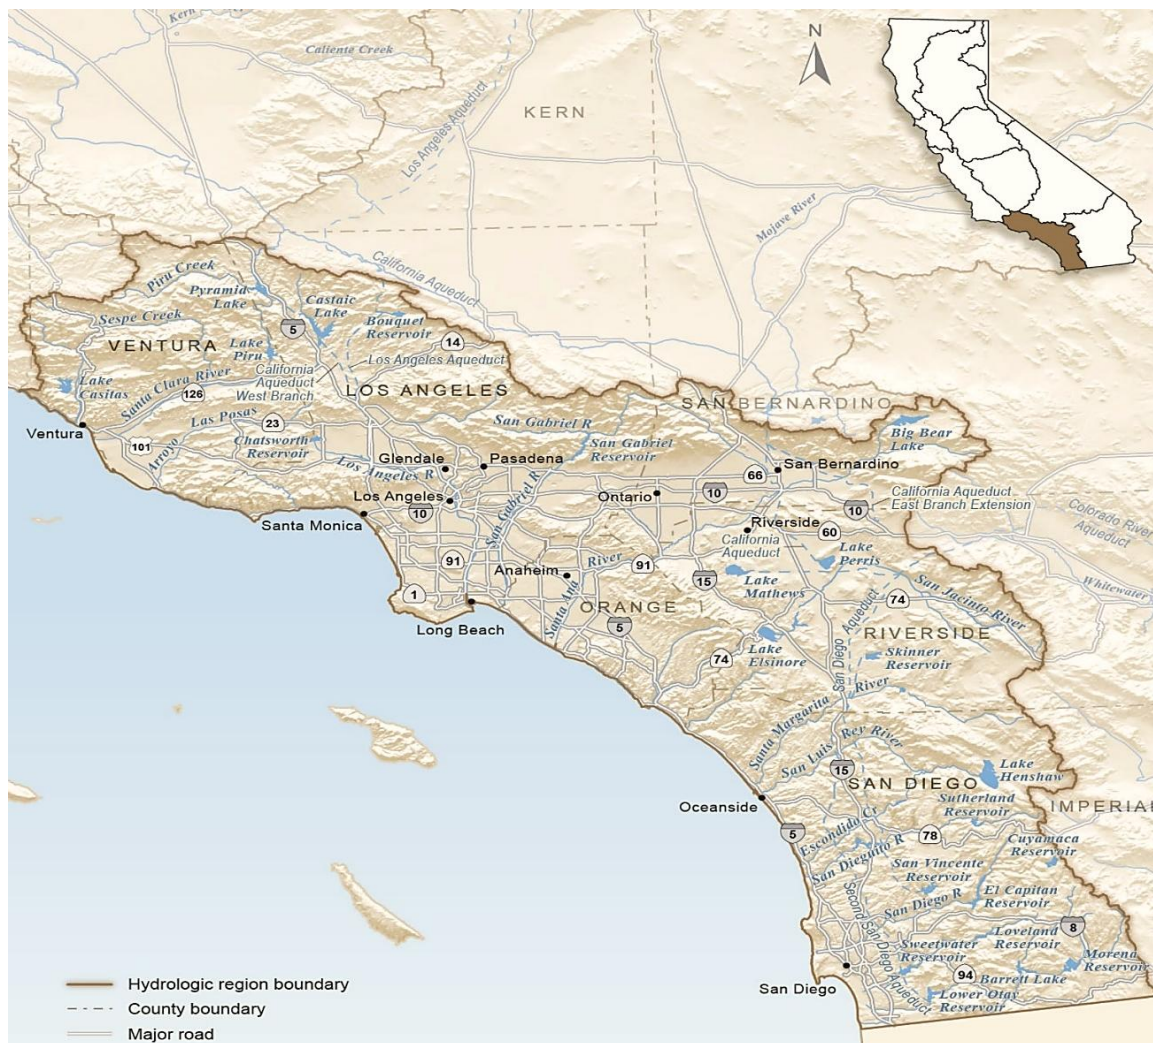 Kern
Caliente Creek
Los Angeles Aqueduct
KERN
N
Mojave River
California
Aqueduct
Piru Creek
Pyramid
Lake
Castaic
Lake
5
Bouquet
Reservoir
Sespe Creek
VENTURA
Lake
Piru
14
Los Angeles Aqueduct
California
Aqueduct
West Branch
LOS ANGELES
Lake
Casitas
Santa Clara River
126
SAN BERNARDINO
Las Posas
23
Ventura
101
Arroyo
Chatsworth
Reservoir
San Gabriel R
San Gabriel
Reservoir
Big Bear
Lake
Glendale
Pasadena
Los Angeles R
San Gabriel R
66
San Bernardino
Los Angeles
10
Ontario
10
California Aqueduct
East Branch Extension
10
Santa Monica
Riverside
California
Aqueduct
60
Colorado River
Aqueduct
91
Anaheim
River
91
15
Lake
Mathews
Lake
Perris
Whitewater
San Jacinto River
74
1
Long Beach
Santa Ana
ORANGE
5
Lake
Elsinore
74
San Diego
Aqueduct
RIVERSIDE
Skinner
Reservoir
Santa Margarita
River
San Luis Rey River
15
SAN DIEGO
Lake
Henshaw
Oceanside
Sutherland
Reservoir
IMPERIAL
5
Escondido Cr
78
Cuyamaca
Reservoir
San Dieguito R
San Vincente
Reservoir
El Capitan
Reservoir
San Diego R
Second San Diego Aqueduct
8
Loveland
Reservoir
Sweetwater
Reservoir
Morena
Reservoir
94
Barrett Lake
San Diego
Lower Otay
Reservoir
Hydrologic region boundary
County boundary
Major road